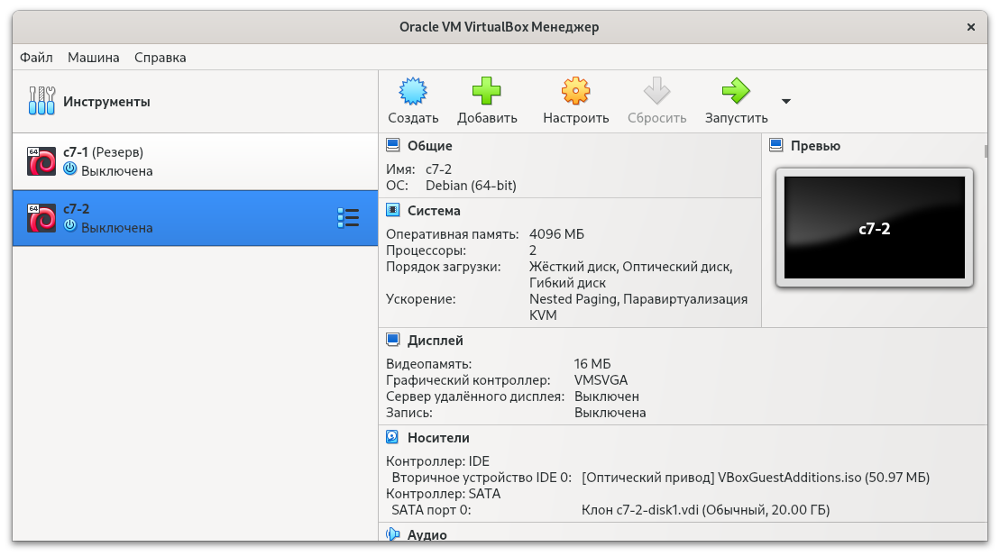 Oracle VM VirtualBox Менеджер
Файл Машина Справка
Инструменты
Создать Добавить Настроить Сбросить Запустить
64
c7-1 (Резерв)
Выключена
64
c7-2
Выключена
Общие
Имя: c7-2
ОС: Debian (64-bit)
Система
Оперативная память: 4096 МБ
Процессоры: 2
Порядок загрузки: Жёсткий диск, Оптический диск,
Гибкий диск
Ускорение: Nested Paging, Паравиртуализация
KVM
Превью
c7-2
Дисплей
Видеопамять: 16 МБ
Графический контроллер: VMSVGA
Сервер удалённого дисплея: Выключен
Запись: Выключена
Носители
Контроллер: IDE
Вторичное устройство IDE 0: [Оптический привод] VBoxGuestAdditions.iso (50.97 МБ)
Контроллер: SATA
SATA порт 0: Клон c7-2-disk1.vdi (Обычный, 20.00 ГБ)
Аудио